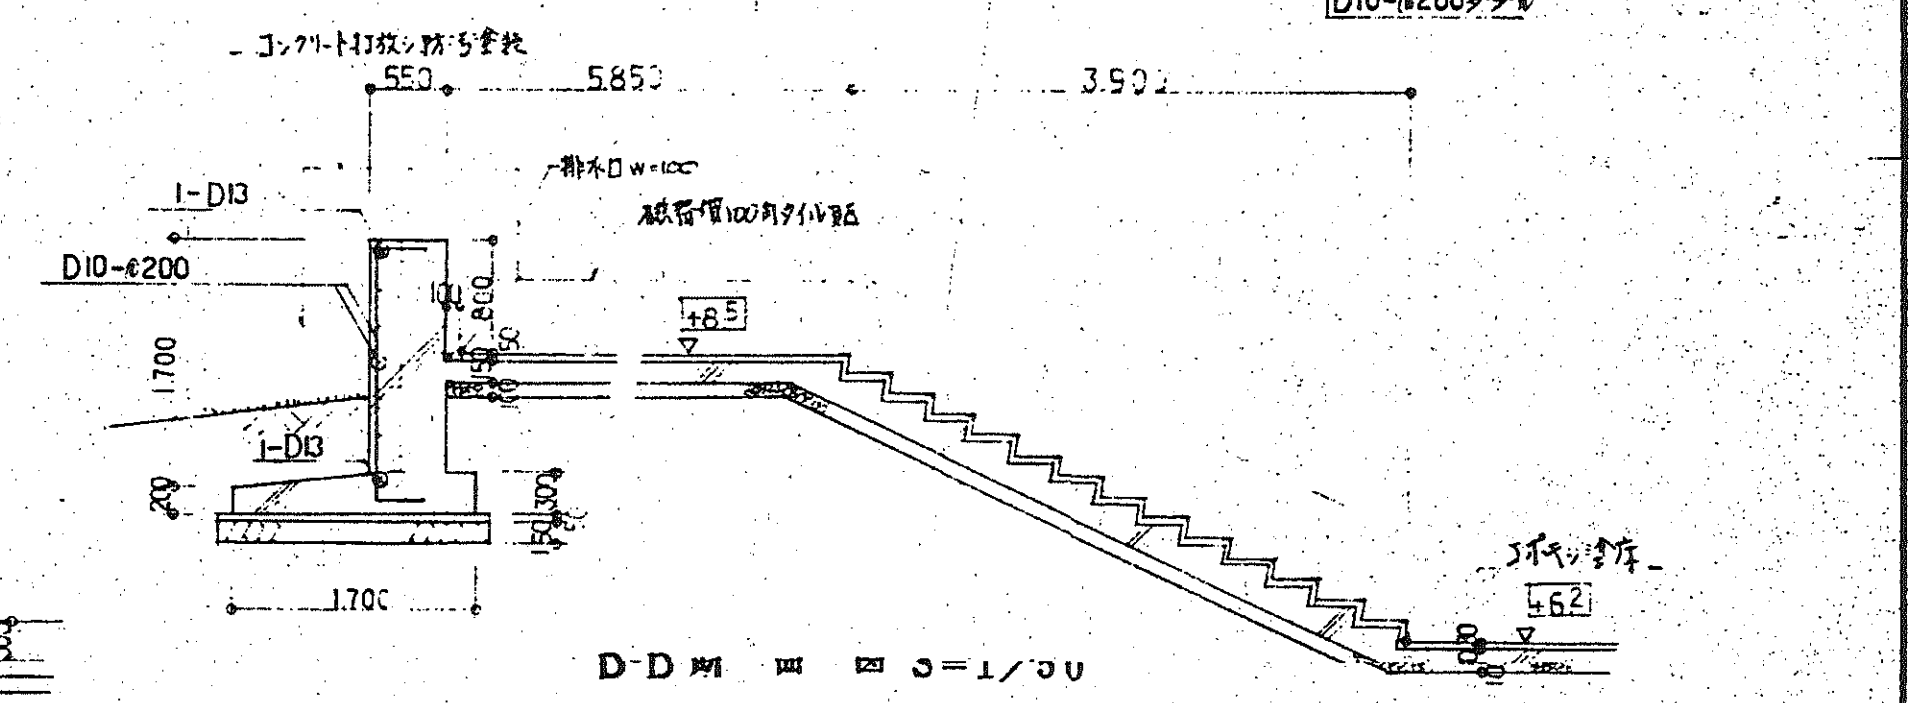 D10-@200ダブル
コンクリート打放シ防水塗装
550
5.850
3.900
排水口 W=100
1-D13
磁器質100角タイル貼
D10-@200
100
800
+8.5
50
1.700
150
100
1-D13
200
300
150
エポキシ塗床
+6.2
1.700
D-D 断 面 図 S=1/50